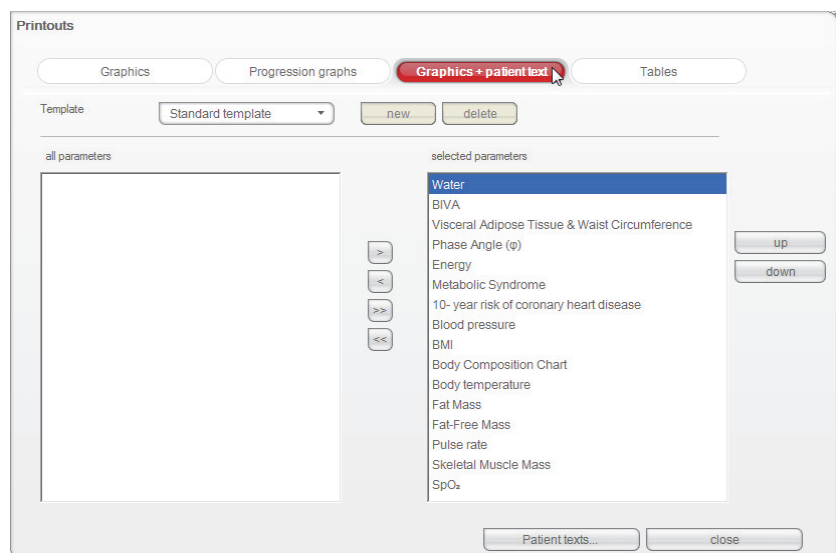 Printouts
Graphics
Progression graphs
Graphics + patient text
Tables
Template
Standard template
new
delete
all parameters
selected parameters
Water
BIVA
Visceral Adipose Tissue & Waist Circumference
Phase Angle (φ)
Energy
Metabolic Syndrome
10- year risk of coronary heart disease
Blood pressure
BMI
Body Composition Chart
Body temperature
Fat Mass
Fat-Free Mass
Pulse rate
Skeletal Muscle Mass
SpO₂
>
<
>>
<<
up
down
Patient texts...
close